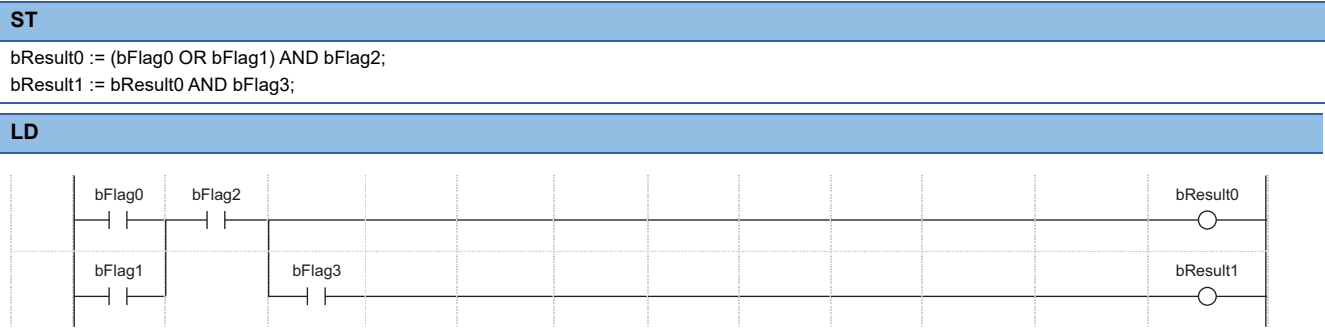 ST
bResult0 := (bFlag0 OR bFlag1) AND bFlag2;
bResult1 := bResult0 AND bFlag3;
LD
bFlag0 bFlag2 bResult0
bFlag1 bFlag3 bResult1